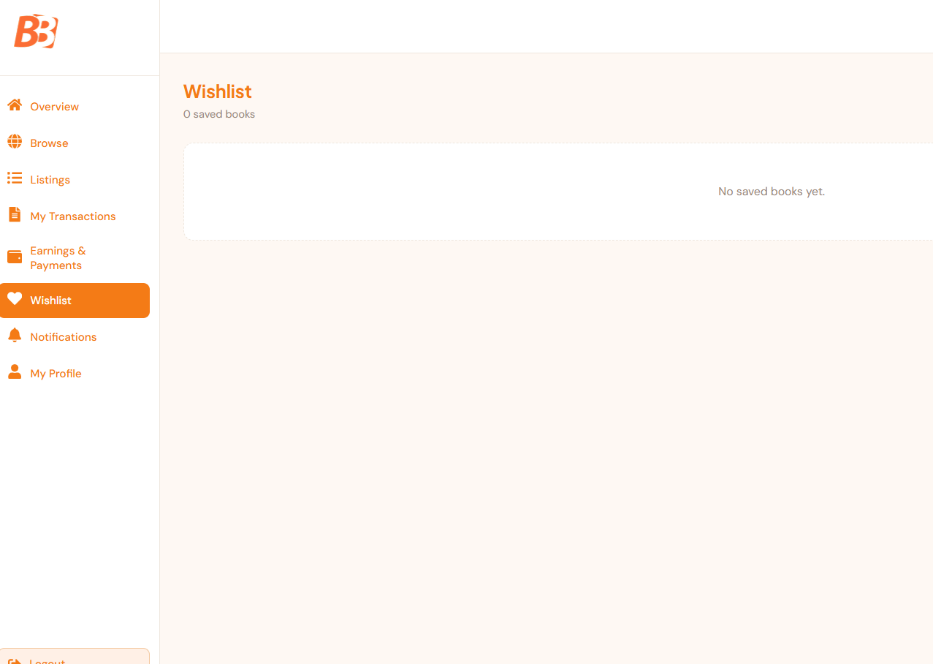 BB
Overview
Browse
Listings
My Transactions
Earnings &
Payments
Wishlist
Notifications
My Profile
Logout
Wishlist
0 saved books
No saved books yet.